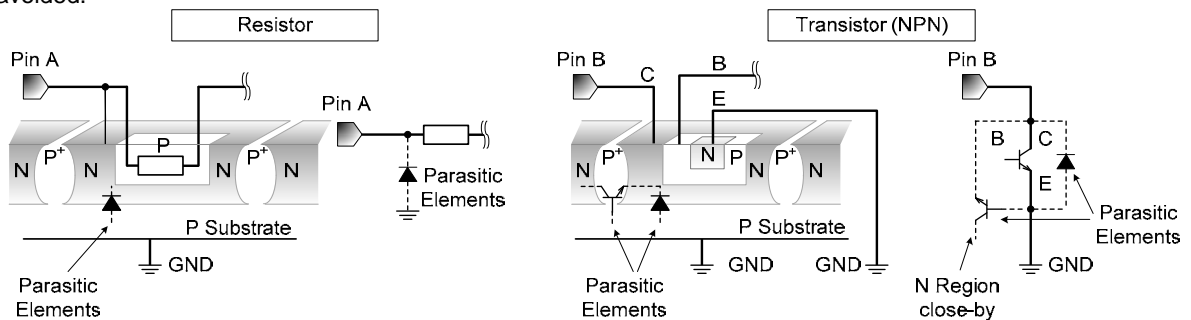 avoided.
Resistor
Transistor (NPN)
Pin A
Pin A
N P+ N P P+ N
Parasitic
Elements
P Substrate
GND
Parasitic
Elements
Pin B
C B
E
N P+ N P P+ N
P Substrate
GND GND
Parasitic
Elements
Pin B
B C
E
Parasitic
Elements
GND
N Region
close-by